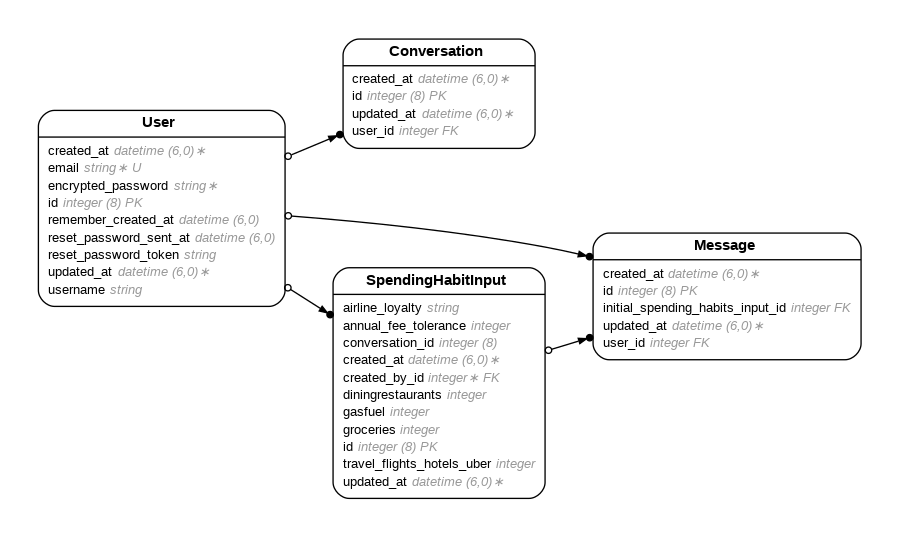 Conversation
created_at datetime (6,0)∗
id integer (8) PK
updated_at datetime (6,0)∗
user_id integer FK
User
created_at datetime (6,0)∗
email string∗ U
encrypted_password string∗
id integer (8) PK
remember_created_at datetime (6,0)
reset_password_sent_at datetime (6,0)
reset_password_token string
updated_at datetime (6,0)∗
username string
Message
created_at datetime (6,0)∗
id integer (8) PK
initial_spending_habits_input_id integer FK
updated_at datetime (6,0)∗
user_id integer FK
SpendingHabitInput
airline_loyalty string
annual_fee_tolerance integer
conversation_id integer (8)
created_at datetime (6,0)∗
created_by_id integer∗ FK
diningrestaurants integer
gasfuel integer
groceries integer
id integer (8) PK
travel_flights_hotels_uber integer
updated_at datetime (6,0)∗